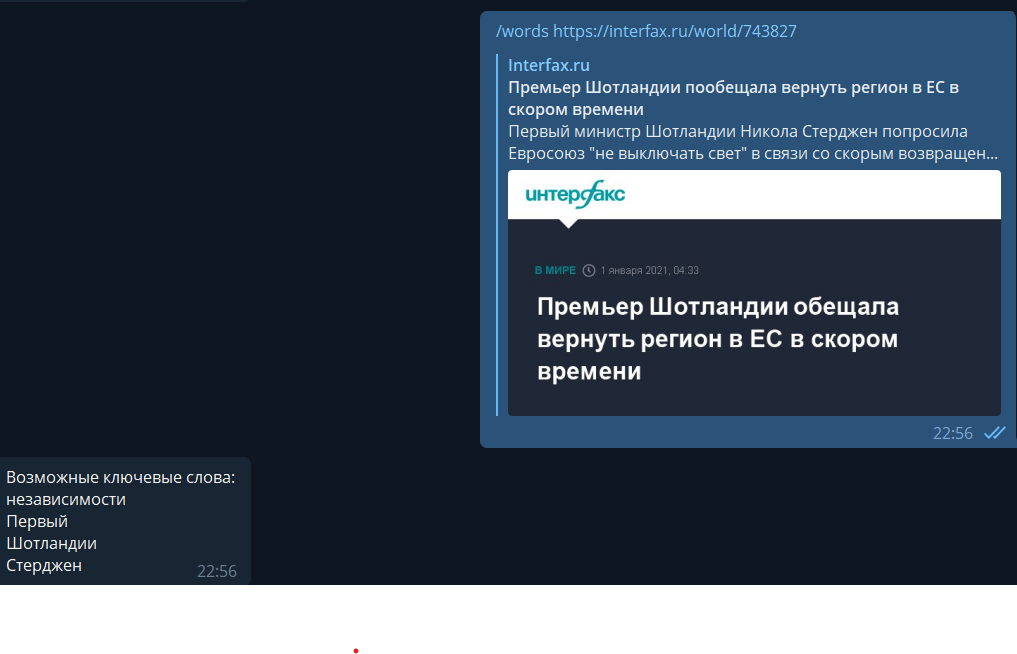 /words https://interfax.ru/world/743827
Interfax.ru
Премьер Шотландии пообещала вернуть регион в ЕС в
скором времени
Первый министр Шотландии Никола Стерджен попросила
Евросоюз "не выключать свет" в связи со скорым возвращен...
интерфакс
В МИРЕ 1 января 2021, 04:33
Премьер Шотландии обещала
вернуть регион в ЕС в скором
времени
22:56
Возможные ключевые слова:
независимости
Первый
Шотландии
Стерджен
22:56